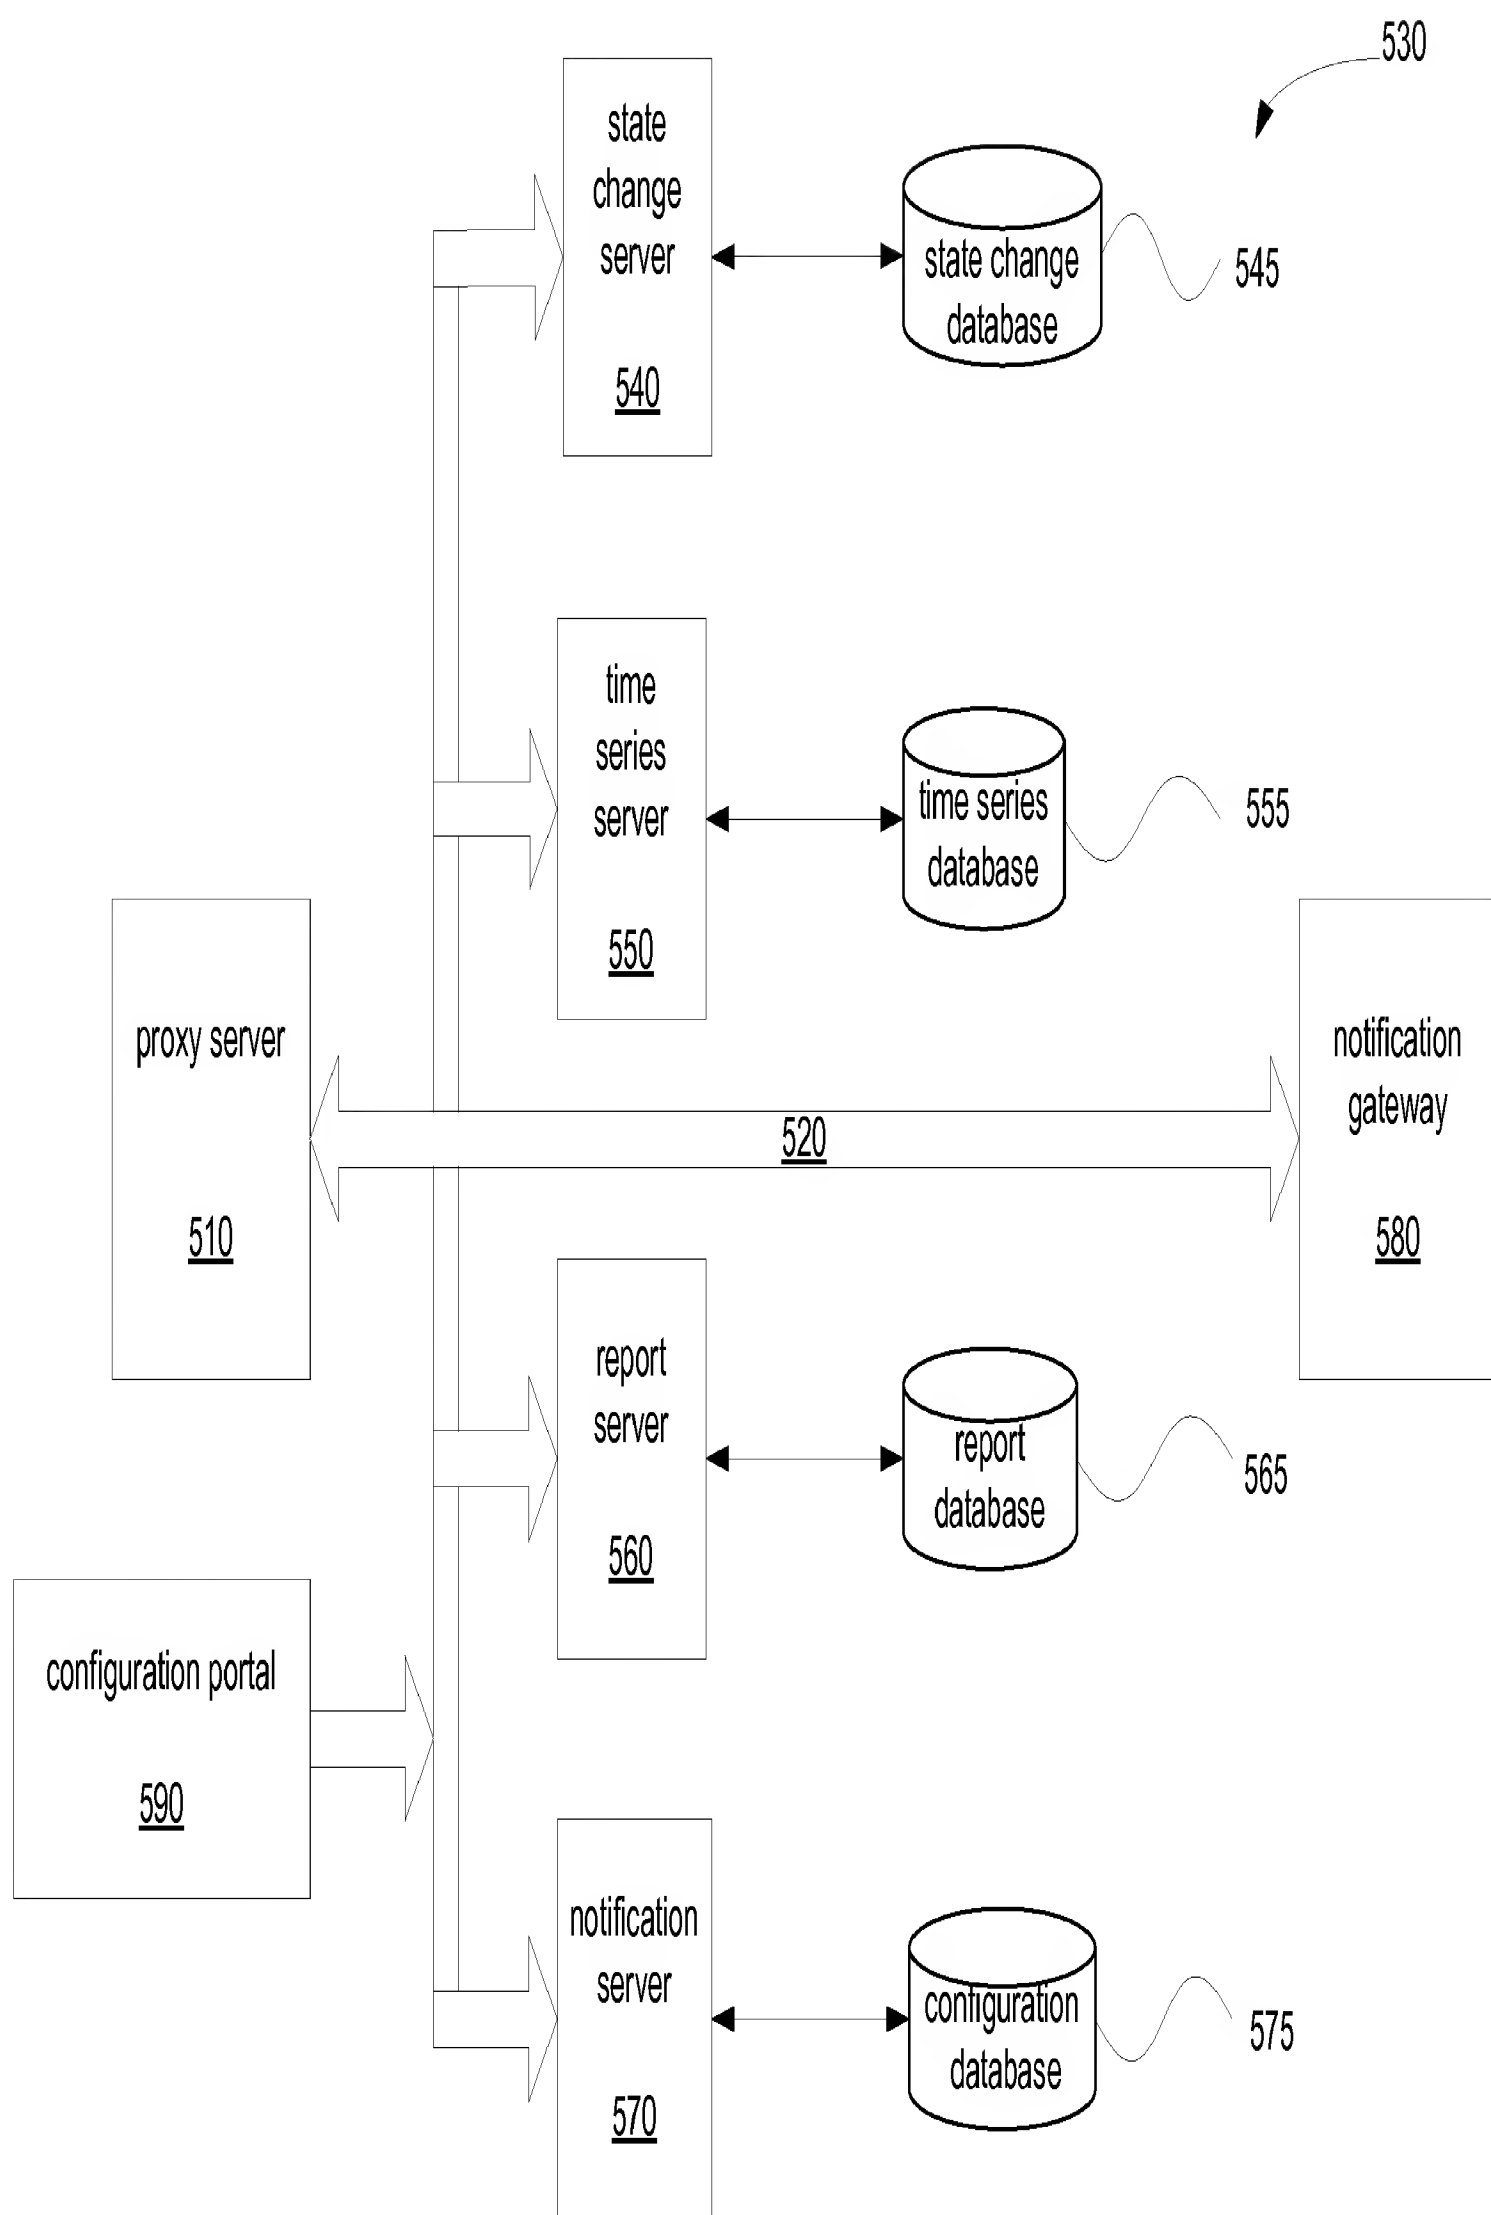 530
state
change
server
540
state change
database
545
time
series
server
550
time series
database
555
proxy server
510
520
notification
gateway
580
report
server
560
report
database
565
configuration portal
590
notification
server
570
configuration
database
575